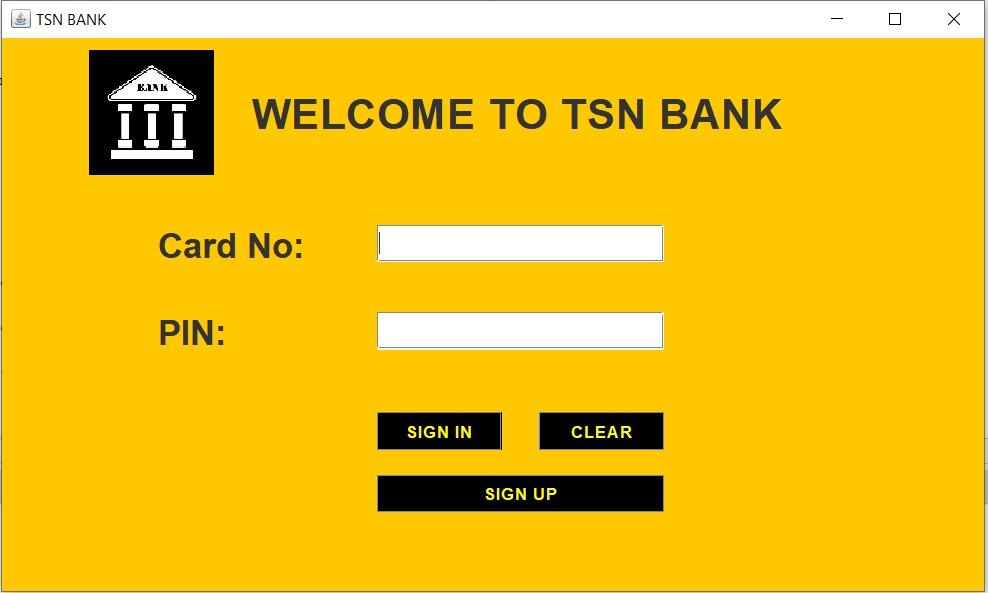 TSN BANK
BANK
WELCOME TO TSN BANK
Card No:
PIN:
SIGN IN
CLEAR
SIGN UP